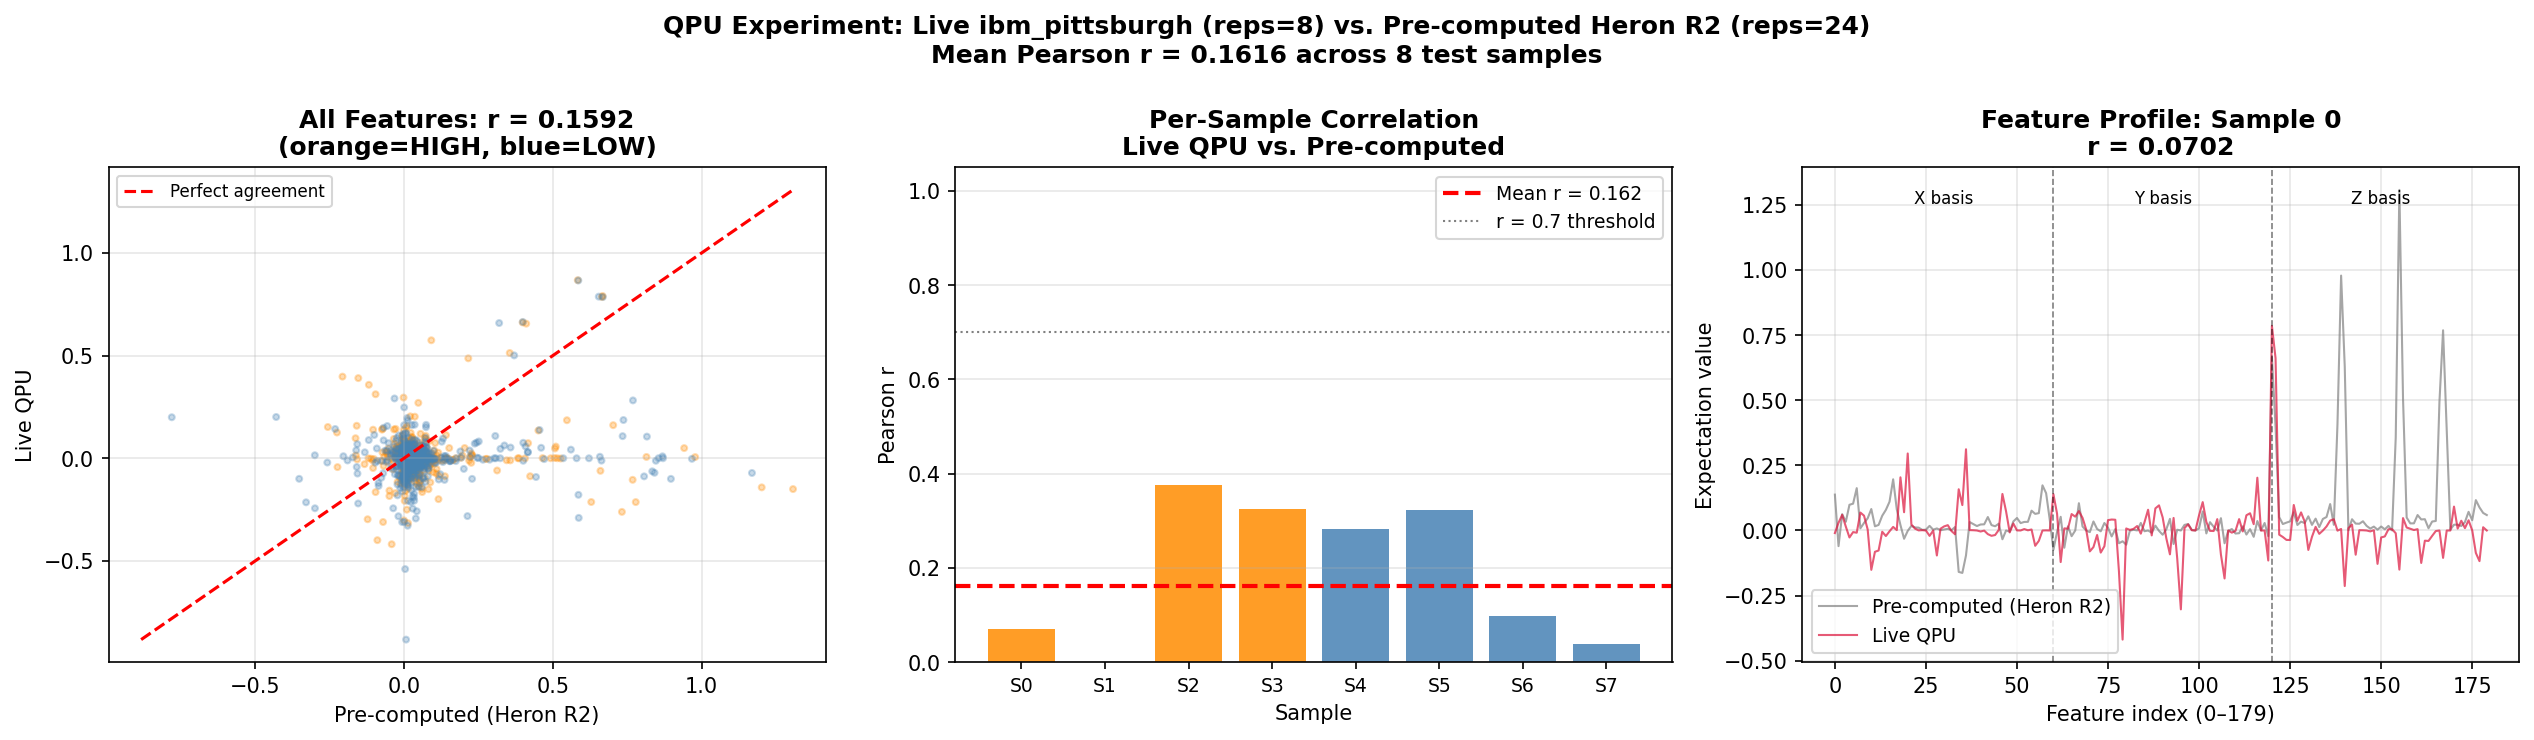 QPU Experiment: Live ibm_pittsburgh (reps=8) vs. Pre-computed Heron R2 (reps=24)
Mean Pearson r = 0.1616 across 8 test samples
All Features: r = 0.1592
(orange=HIGH, blue=LOW)
Perfect agreement
1.0
0.5
0.0
−0.5
Live QPU
−0.5
0.0
0.5
1.0
Pre-computed (Heron R2)
Per-Sample Correlation
Live QPU vs. Pre-computed
Mean r = 0.162
r = 0.7 threshold
1.0
0.8
0.6
0.4
0.2
0.0
Pearson r
S0
S1
S2
S3
S4
S5
S6
S7
Sample
Feature Profile: Sample 0
r = 0.0702
X basis
Y basis
Z basis
1.25
1.00
0.75
0.50
0.25
0.00
−0.25
−0.50
Expectation value
Pre-computed (Heron R2)
Live QPU
0
25
50
75
100
125
150
175
Feature index (0–179)